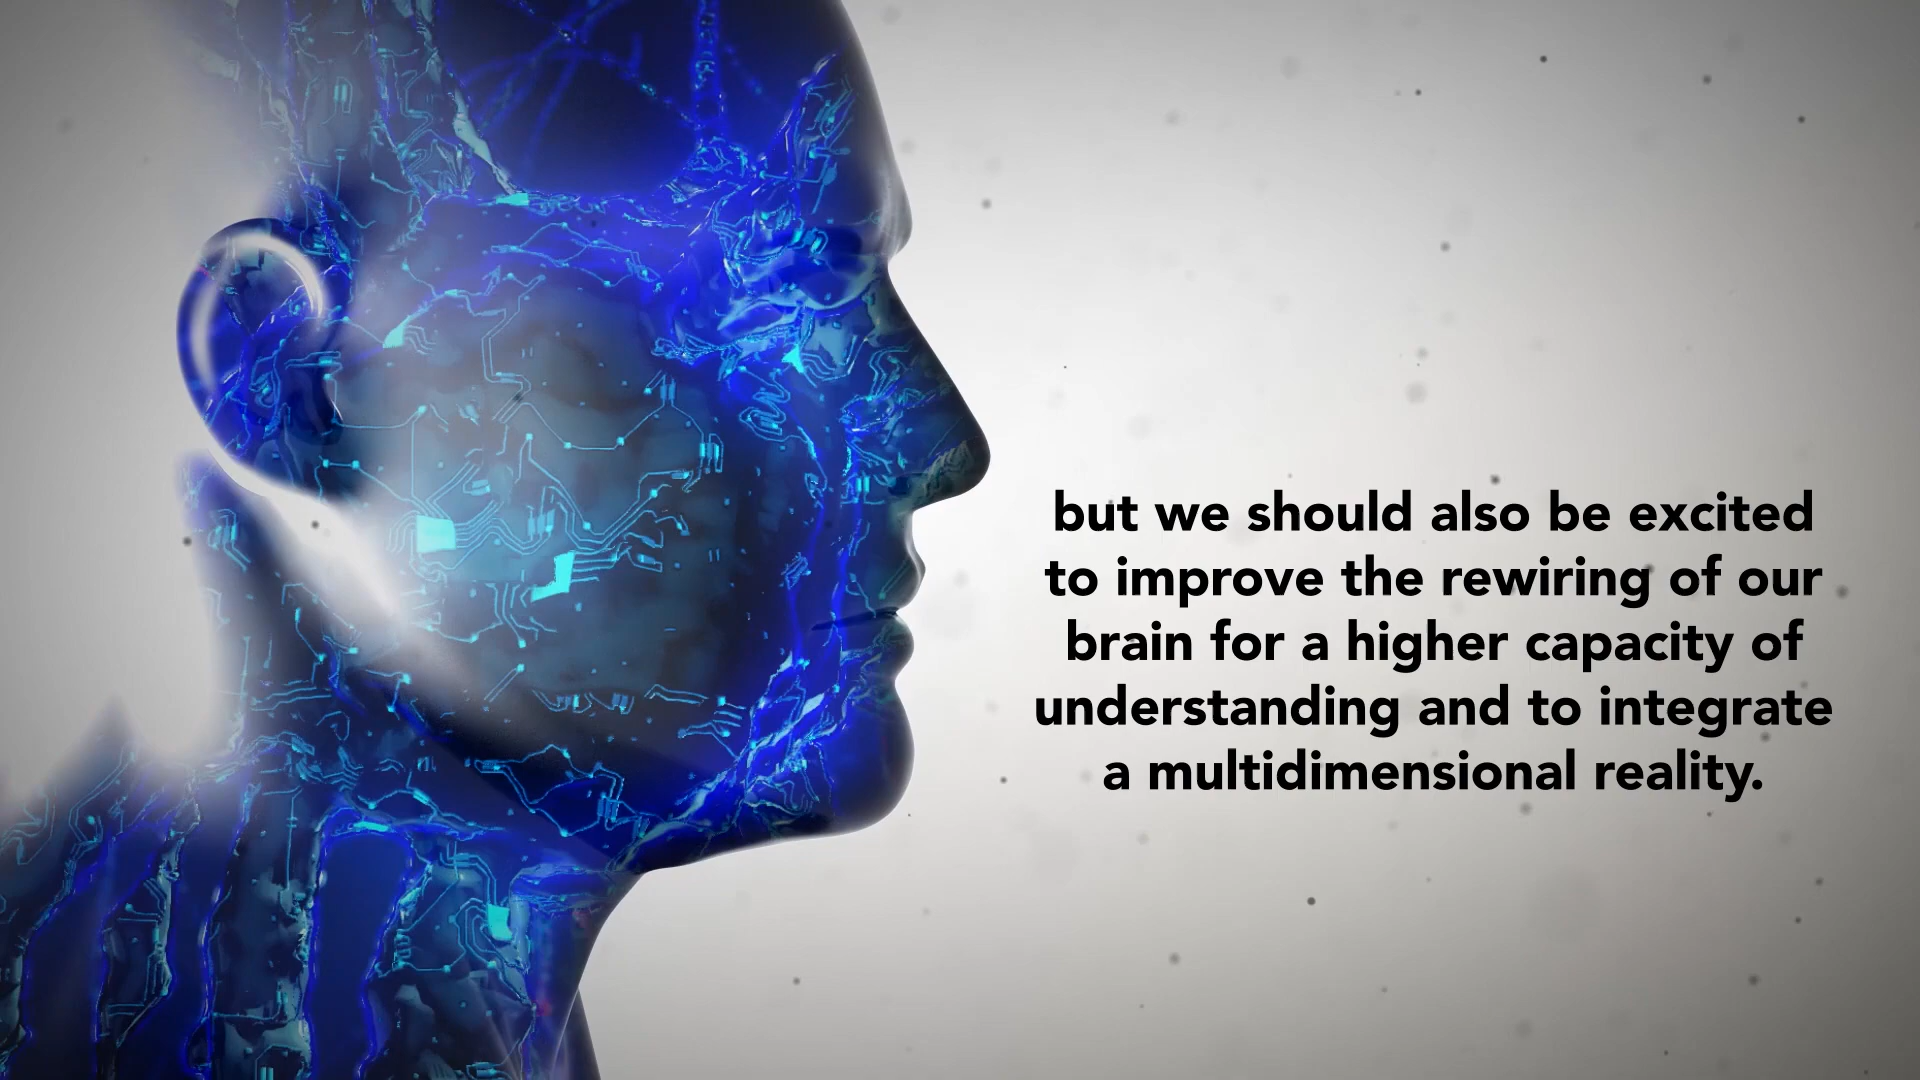 but we should also be excited
to improve the rewiring of our
brain for a higher capacity of
understanding and to integrate
a multidimensional reality.